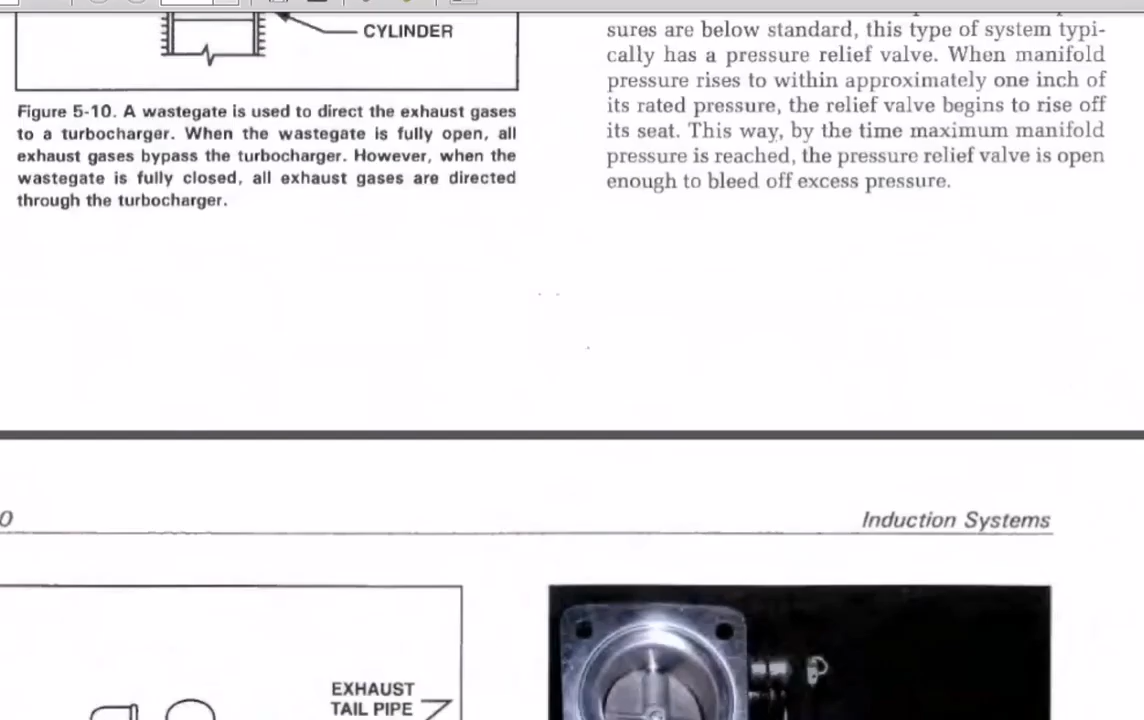 CYLINDER
Figure 5-10. A wastegate is used to direct the exhaust gases
to a turbocharger. When the wastegate is fully open, all
exhaust gases bypass the turbocharger. However, when the
wastegate is fully closed, all exhaust gases are directed
through the turbocharger.
sures are below standard, this type of system typi-
cally has a pressure relief valve. When manifold
pressure rises to within approximately one inch of
its rated pressure, the relief valve begins to rise off
its seat. This way, by the time maximum manifold
pressure is reached, the pressure relief valve is open
enough to bleed off excess pressure.
0
Induction Systems
EXHAUST
TAIL PIPE